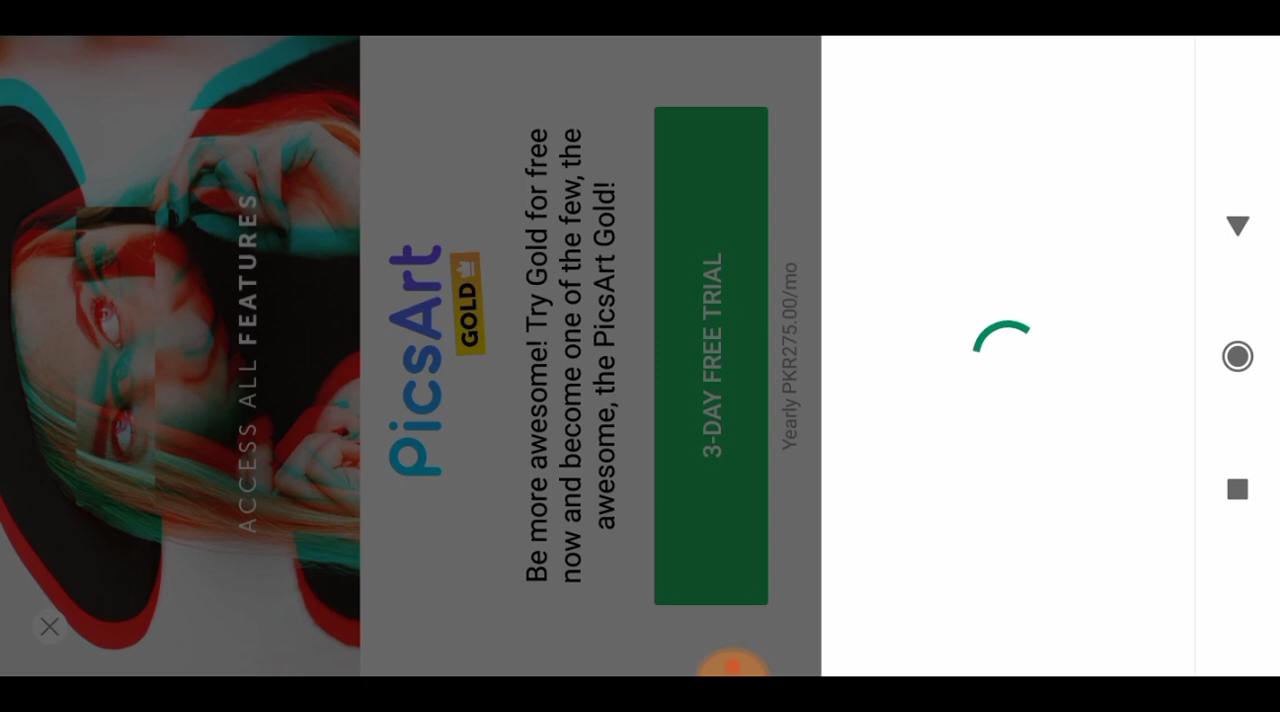 ACCESS ALL FEATURES
PicsArt
GOLD
Be more awesome! Try Gold for free
now and become one of the few, the
awesome, the PicsArt Gold!
3-DAY FREE TRIAL
Yearly PKR275.00/mo